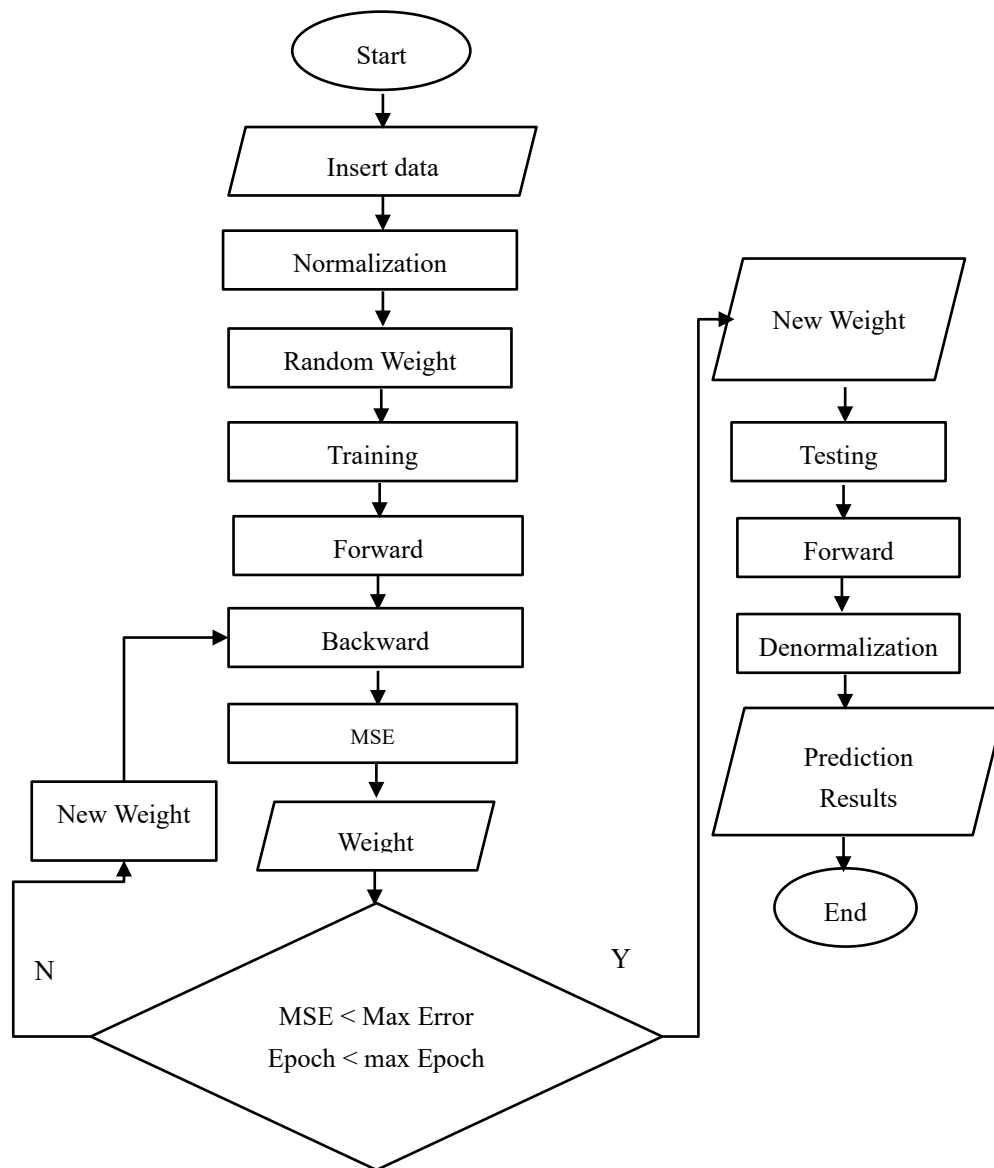 Start
Insert data
Normalization
Random Weight
Training
Forward
Backward
MSE
New Weight
Weight
N
Y
MSE < Max Error
Epoch < max Epoch
New Weight
Testing
Forward
Denormalization
Prediction
Results
End